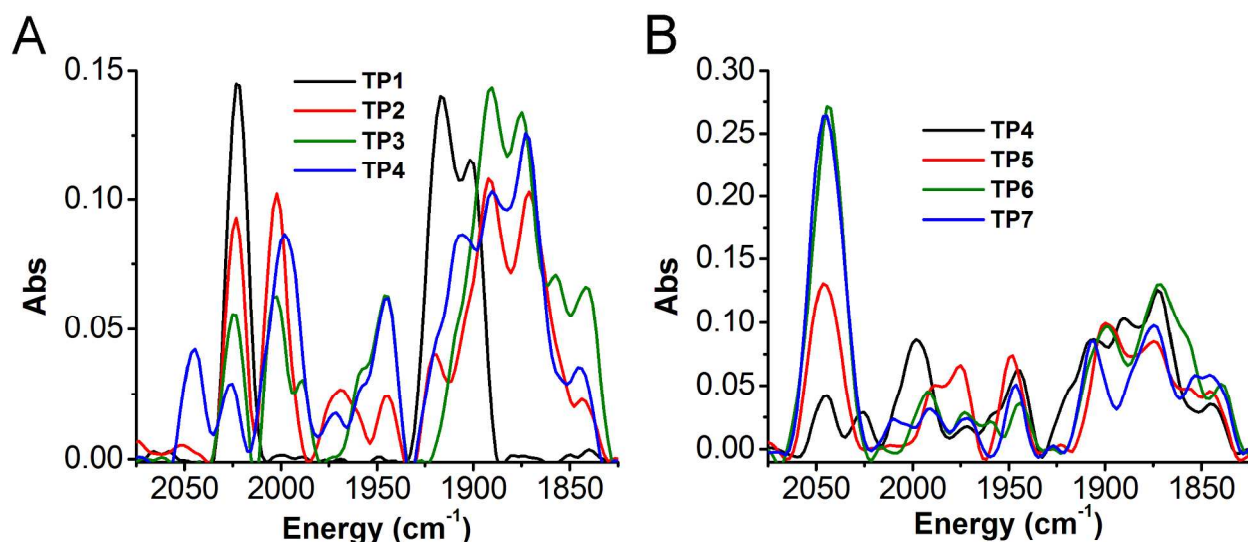 A
0.15
0.10
0.05
0.00
Abs
TP1
TP2
TP3
TP4
2050 2000 1950 1900 1850
Energy (cm⁻¹)
B
0.30
0.25
0.20
0.15
0.10
0.05
0.00
Abs
TP4
TP5
TP6
TP7
2050 2000 1950 1900 1850
Energy (cm⁻¹)